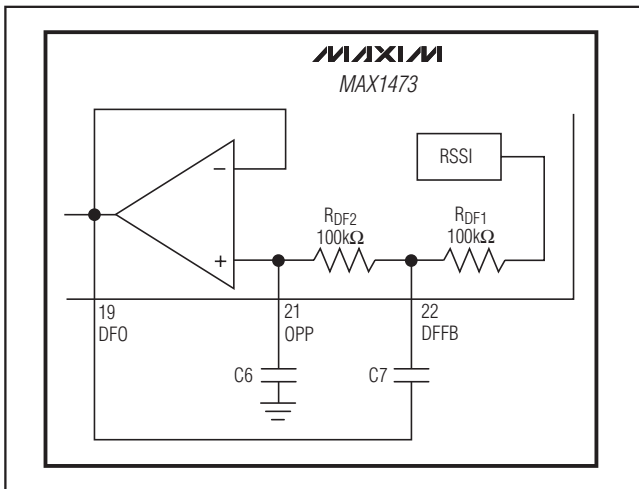 MAXIM
MAX1473
RSSI
RDF2
100kΩ
RDF1
100kΩ
−
+
19
DFO
21
OPP
22
DFFB
C6
C7